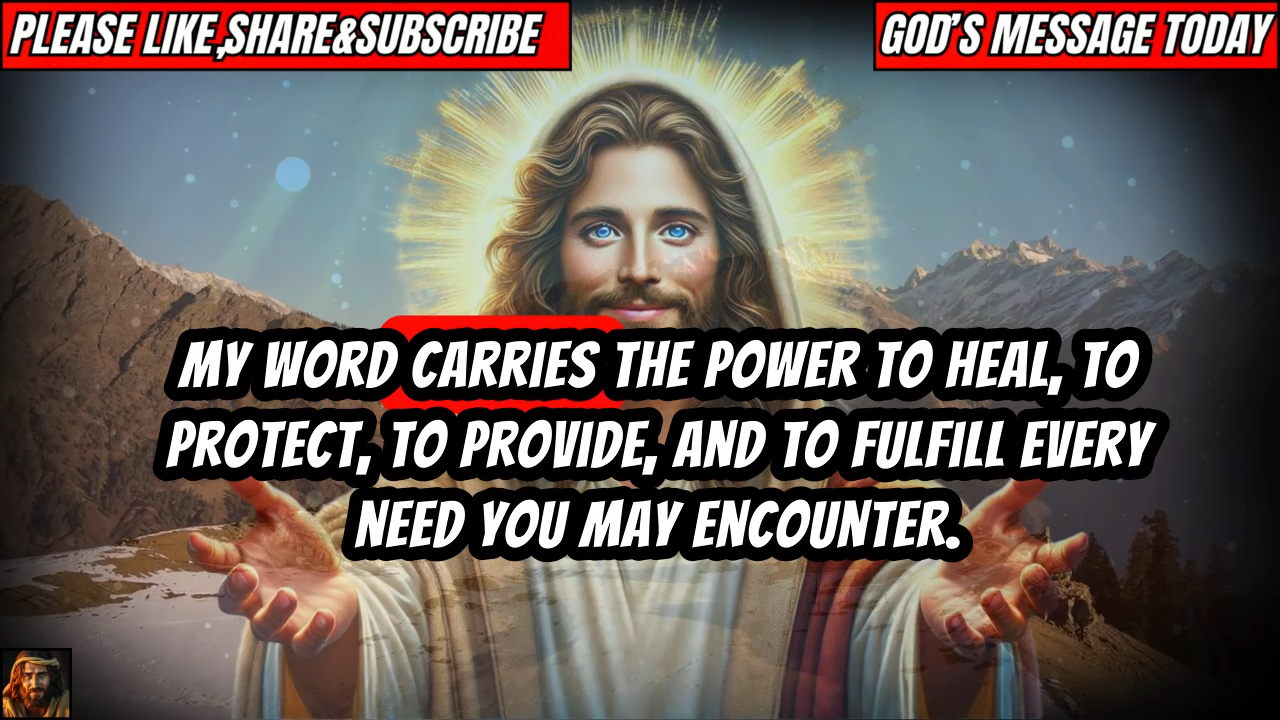 PLEASE LIKE,SHARE&SUBSCRIBE
GOD'S MESSAGE TODAY
MY WORD CARRIES THE POWER TO HEAL, TO
PROTECT, TO PROVIDE, AND TO FULFILL EVERY
NEED YOU MAY ENCOUNTER.